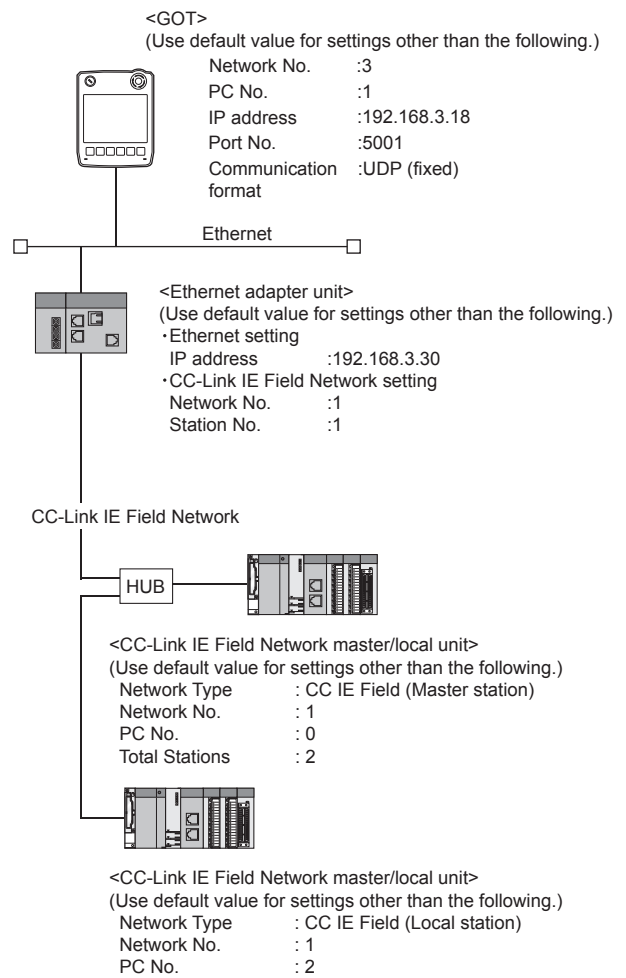 <GOT>
(Use default value for settings other than the following.)
Network No. :3
PC No. :1
IP address :192.168.3.18
Port No. :5001
Communication format :UDP (fixed)
Ethernet
<Ethernet adapter unit>
(Use default value for settings other than the following.)
・Ethernet setting
IP address :192.168.3.30
・CC-Link IE Field Network setting
Network No. :1
Station No. :1
CC-Link IE Field Network
HUB
<CC-Link IE Field Network master/local unit>
(Use default value for settings other than the following.)
Network Type : CC IE Field (Master station)
Network No. : 1
PC No. : 0
Total Stations : 2
<CC-Link IE Field Network master/local unit>
(Use default value for settings other than the following.)
Network Type : CC IE Field (Local station)
Network No. : 1
PC No. : 2